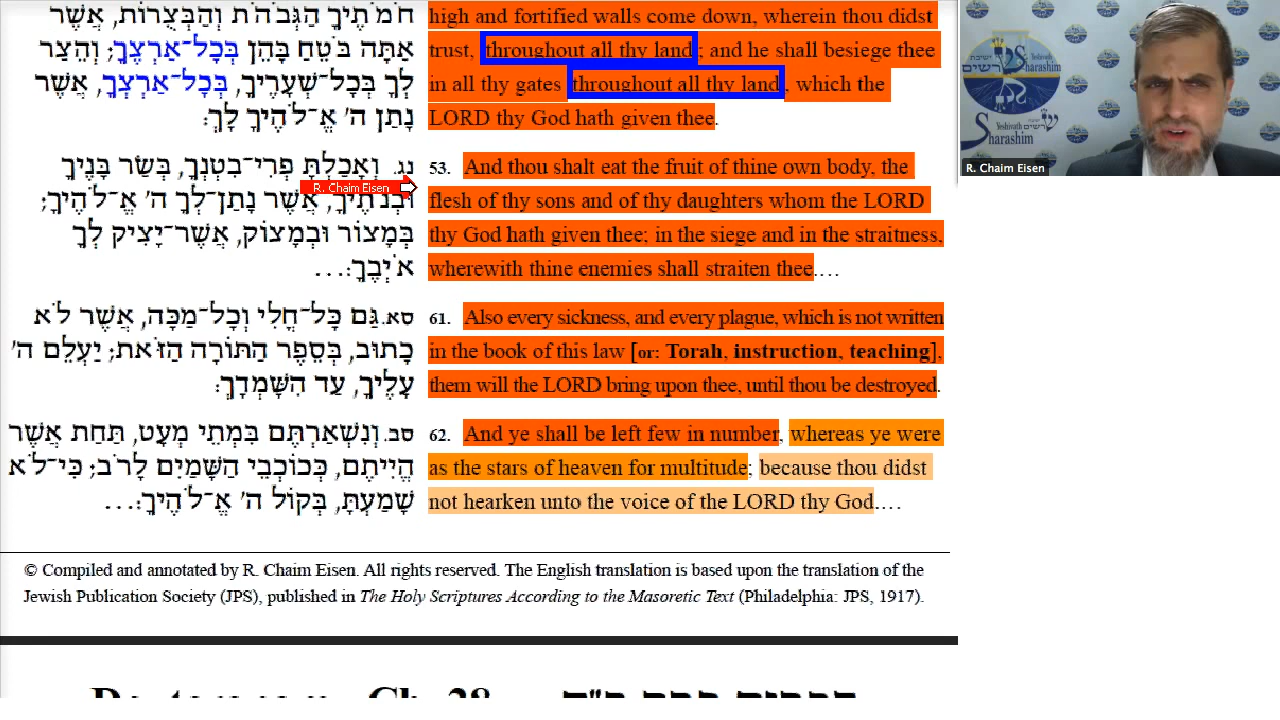 חֹמֹתֶיךָ הַגְּבֹהֹת וְהַבְּצֻרוֹת, אֲשֶׁר
אַתָּה בֹּטֵחַ בָּהֵן בְּכָל־אַרְצֶךָ; וְהֵצַר
לְךָ בְּכָל־שְׁעָרֶיךָ, בְּכָל־אַרְצְךָ, אֲשֶׁר
נָתַן ה' אֱ־לֹהֶיךָ לָךְ:
high and fortified walls come down, wherein thou didst
trust, throughout all thy land; and he shall besiege thee
in all thy gates throughout all thy land, which the
LORD thy God hath given thee.
נג. וְאָכַלְתָּ פְרִי־בִטְנְךָ, בְּשַׂר בָּנֶיךָ
וּבְנֹתֶיךָ, אֲשֶׁר נָתַן־לְךָ ה' אֱ־לֹהֶיךָ;
בְּמָצוֹר וּבְמָצוֹק, אֲשֶׁר־יָצִיק לְךָ
אֹיְבֶךָ:...
53. And thou shalt eat the fruit of thine own body, the
flesh of thy sons and of thy daughters whom the LORD
thy God hath given thee; in the siege and in the straitness,
wherewith thine enemies shall straiten thee....
R. Chaim Eisen
סא. גַּם כָּל־חֳלִי וְכָל־מַכָּה, אֲשֶׁר לֹא
כָתוּב, בְּסֵפֶר הַתּוֹרָה הַזֹּאת; יַעְלֵם ה'
עָלֶיךָ, עַד הִשָּׁמְדָךְ:
61. Also every sickness, and every plague, which is not written
in the book of this law [or: Torah, instruction, teaching],
them will the LORD bring upon thee, until thou be destroyed.
סב. וְנִשְׁאַרְתֶּם בִּמְתֵי מְעָט, תַּחַת אֲשֶׁר
הֱיִיתֶם, כְּכוֹכְבֵי הַשָּׁמַיִם לָרֹב; כִּי־לֹא
שָׁמַעְתָּ, בְּקוֹל ה' אֱ־לֹהֶיךָ:...
62. And ye shall be left few in number, whereas ye were
as the stars of heaven for multitude; because thou didst
not hearken unto the voice of the LORD thy God....
© Compiled and annotated by R. Chaim Eisen. All rights reserved. The English translation is based upon the translation of the
Jewish Publication Society (JPS), published in The Holy Scriptures According to the Masoretic Text (Philadelphia: JPS, 1917).
ישיבת
שרשים
Yeshivath
Sharashim
R. Chaim Eisen